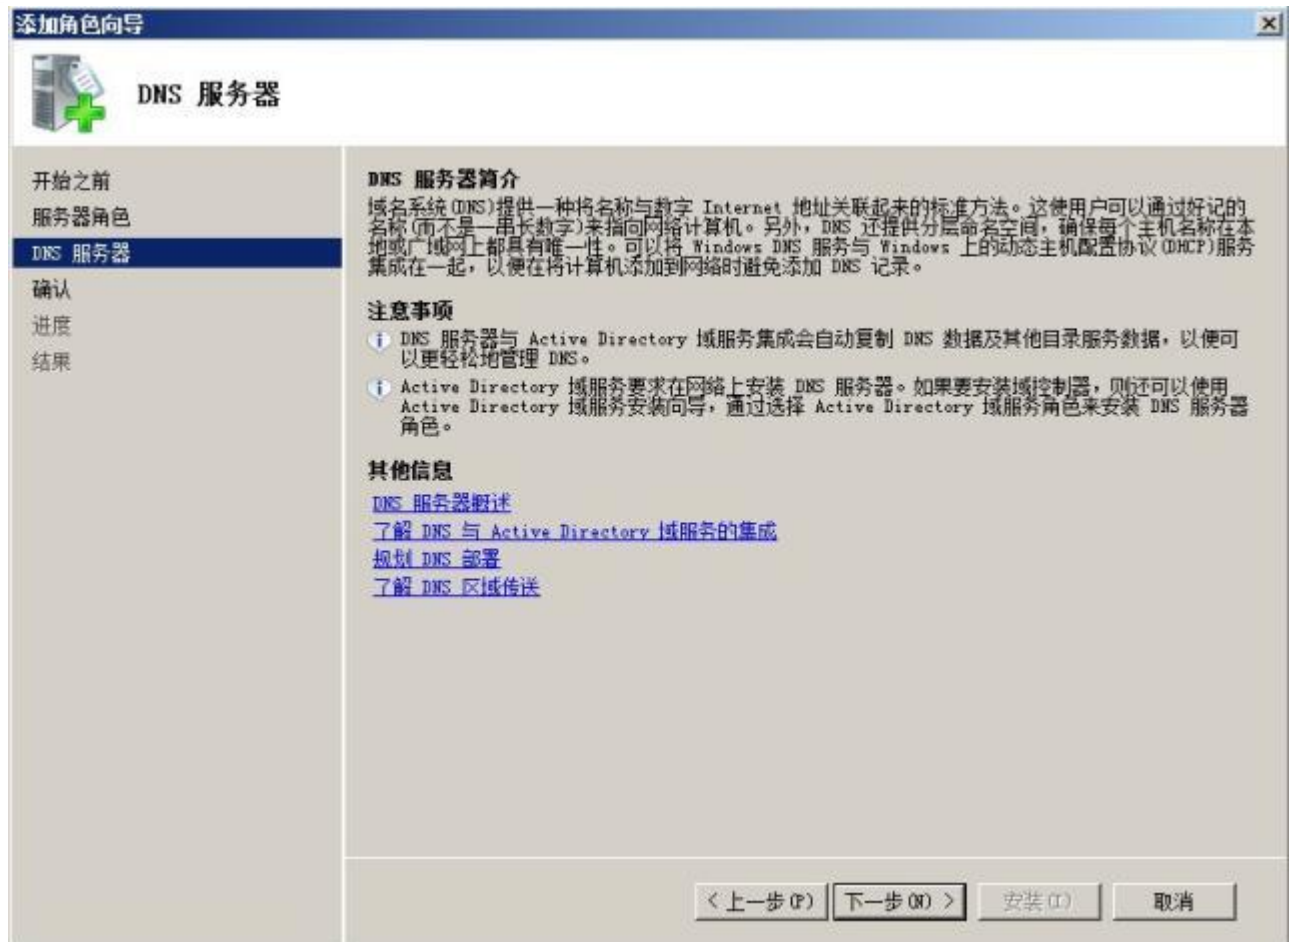 添加角色向导
DNS 服务器
开始之前
服务器角色
DNS 服务器
确认
进度
结果
DNS 服务器简介
域名系统(DNS)提供一种将名称与数字 Internet 地址关联起来的标准方法。这使用户可以通过好记的
名称(而不是一串长数字)来指向网络计算机。另外，DNS 还提供分层命名空间，确保每个主机名称在本
地或广域网上都具有唯一性。可以将 Windows DNS 服务与 Windows 上的动态主机配置协议(DHCP)服务
集成在一起，以便在将计算机添加到网络时避免添加 DNS 记录。
注意事项
DNS 服务器与 Active Directory 域服务集成会自动复制 DNS 数据及其他目录服务数据，以便可
以更轻松地管理 DNS。
Active Directory 域服务要求在网络上安装 DNS 服务器。如果要安装域控制器，则还可以使用
Active Directory 域服务安装向导，通过选择 Active Directory 域服务角色来安装 DNS 服务器
角色。
其他信息
DNS 服务器概述
了解 DNS 与 Active Directory 域服务的集成
规划 DNS 部署
了解 DNS 区域传送
< 上一步(P) 下一步(N) > 安装(I) 取消